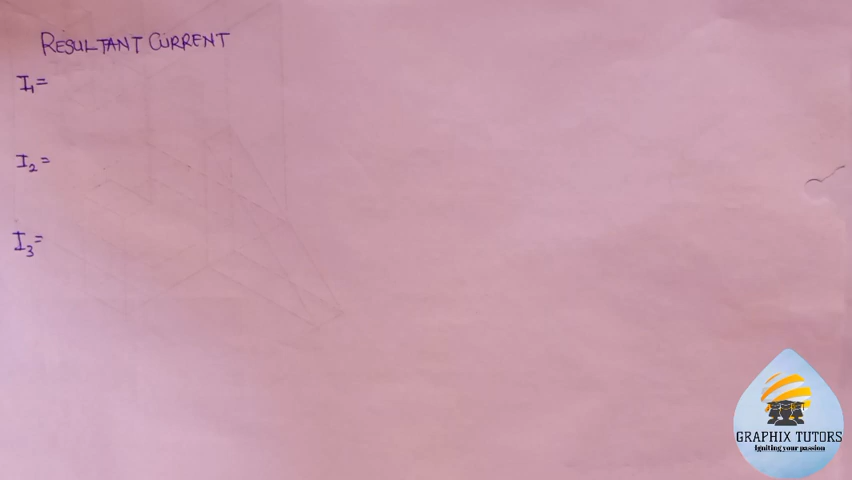 RESULTANT CURRENT
I₁=
I₂=
I₃=
GRAPHIX TUTORS
Igniting your passion